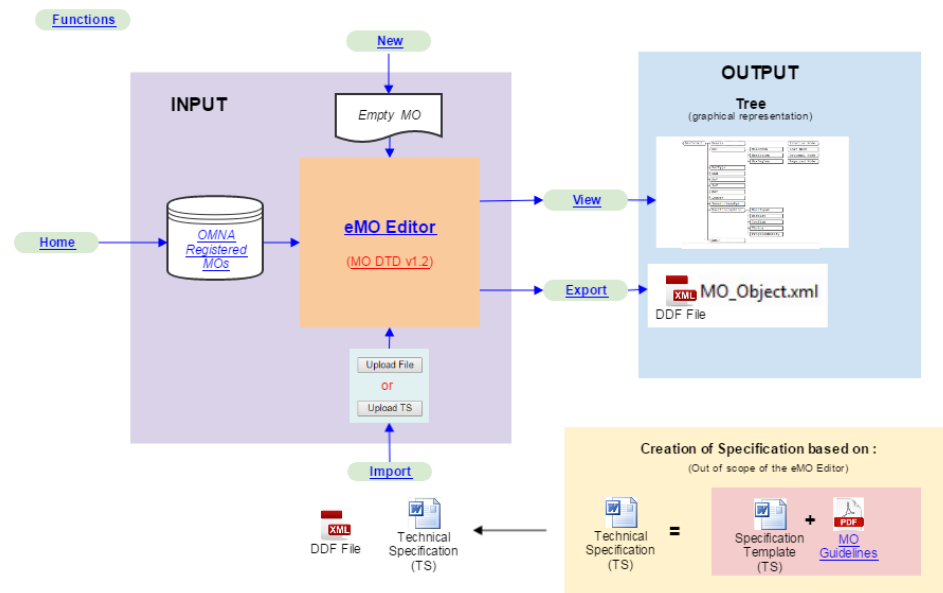 Functions
New
INPUT
Empty MO
Home
OMNA
Registered
MOs
eMO Editor
(MO DTD v1.2)
Upload File
or
Upload TS
Import
XML
DDF File
Technical
Specification
(TS)
View
Export
OUTPUT
Tree
(graphical representation)
XML
MO_Object.xml
DDF File
Creation of Specification based on :
(Out of scope of the eMO Editor)
Technical
Specification
(TS)
=
Specification
Template
(TS)
+
PDF
MO
Guidelines